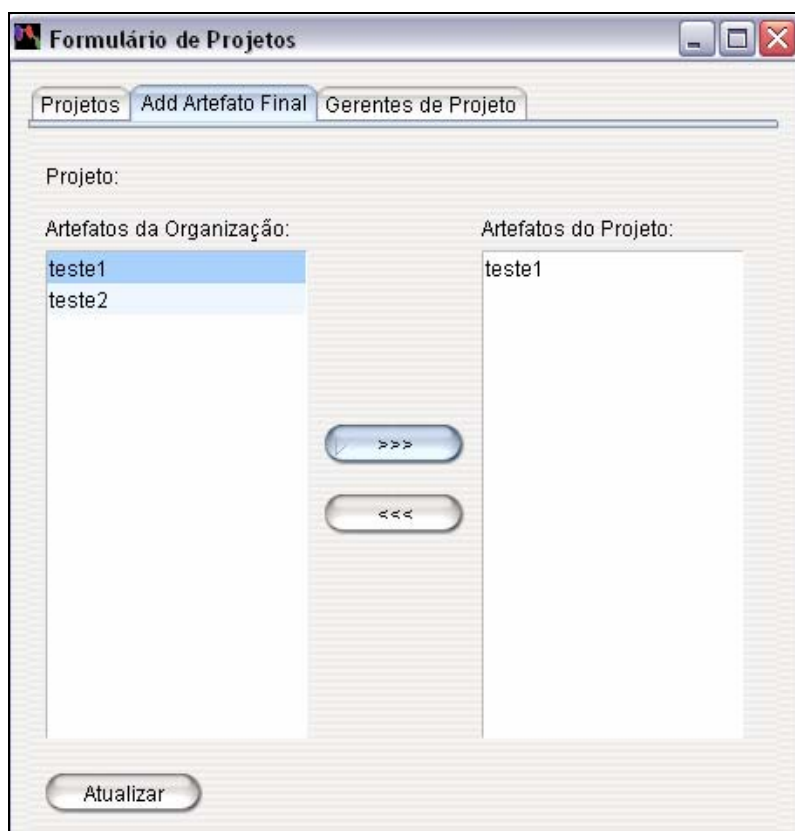 Formulário de Projetos
Projetos Add Artefato Final Gerentes de Projeto
Projeto:
Artefatos da Organização: Artefatos do Projeto:
teste1 teste1
teste2
>>>
<<<
Atualizar